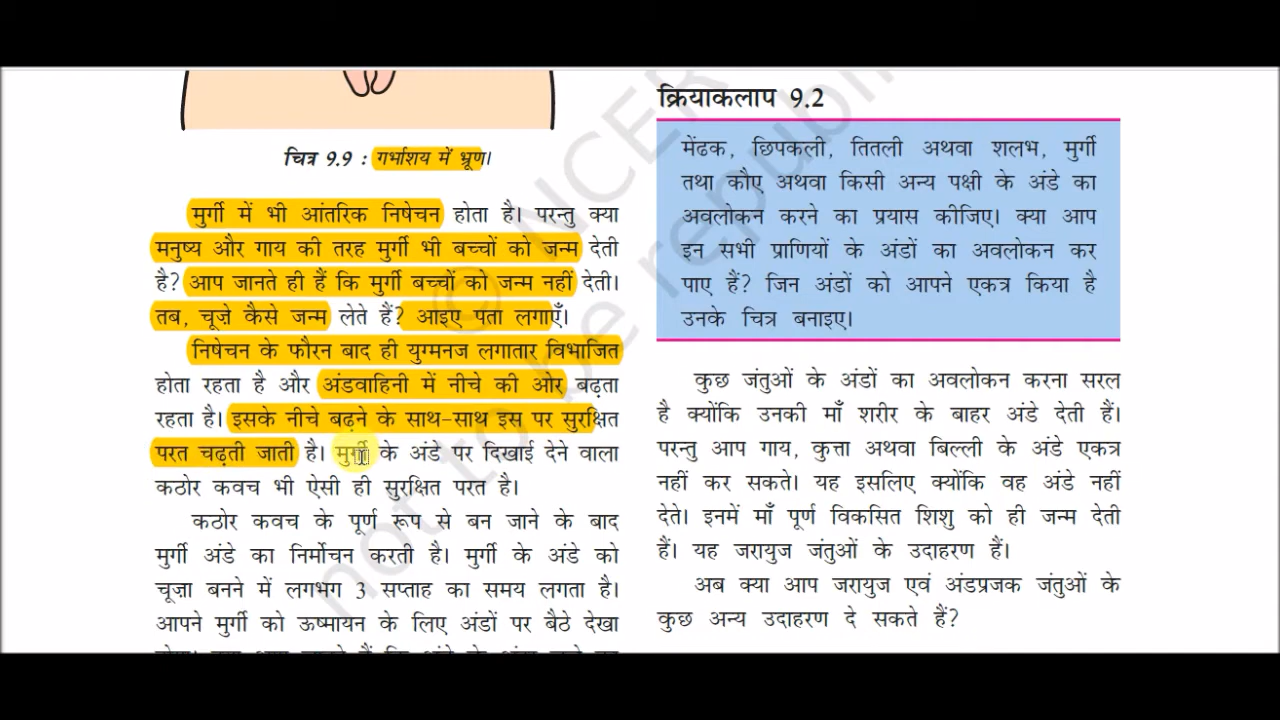 चित्र 9.9 : गर्भाशय में भ्रूण।
मुर्गी में भी आंतरिक निषेचन होता है। परन्तु क्या
मनुष्य और गाय की तरह मुर्गी भी बच्चों को जन्म देती
है? आप जानते ही हैं कि मुर्गी बच्चों को जन्म नहीं देती।
तब, चूज़े कैसे जन्म लेते हैं? आइए पता लगाएँ।
निषेचन के फौरन बाद ही युग्मनज लगातार विभाजित
होता रहता है और अंडवाहिनी में नीचे की ओर बढ़ता
रहता है। इसके नीचे बढ़ने के साथ-साथ इस पर सुरक्षित
परत चढ़ती जाती है। मुर्गी के अंडे पर दिखाई देने वाला
कठोर कवच भी ऐसी ही सुरक्षित परत है।
कठोर कवच के पूर्ण रूप से बन जाने के बाद
मुर्गी अंडे का निर्मोचन करती है। मुर्गी के अंडे को
चूज़ा बनने में लगभग 3 सप्ताह का समय लगता है।
आपने मुर्गी को ऊष्मायन के लिए अंडों पर बैठे देखा
क्रियाकलाप 9.2
मेंढक, छिपकली, तितली अथवा शलभ, मुर्गी
तथा कौए अथवा किसी अन्य पक्षी के अंडे का
अवलोकन करने का प्रयास कीजिए। क्या आप
इन सभी प्राणियों के अंडों का अवलोकन कर
पाए हैं? जिन अंडों को आपने एकत्र किया है
उनके चित्र बनाइए।
कुछ जंतुओं के अंडों का अवलोकन करना सरल
है क्योंकि उनकी माँ शरीर के बाहर अंडे देती हैं।
परन्तु आप गाय, कुत्ता अथवा बिल्ली के अंडे एकत्र
नहीं कर सकते। यह इसलिए क्योंकि वह अंडे नहीं
देते। इनमें माँ पूर्ण विकसित शिशु को ही जन्म देती
हैं। यह जरायुज जंतुओं के उदाहरण हैं।
अब क्या आप जरायुज एवं अंडप्रजक जंतुओं के
कुछ अन्य उदाहरण दे सकते हैं?
© NCER
not to be republi